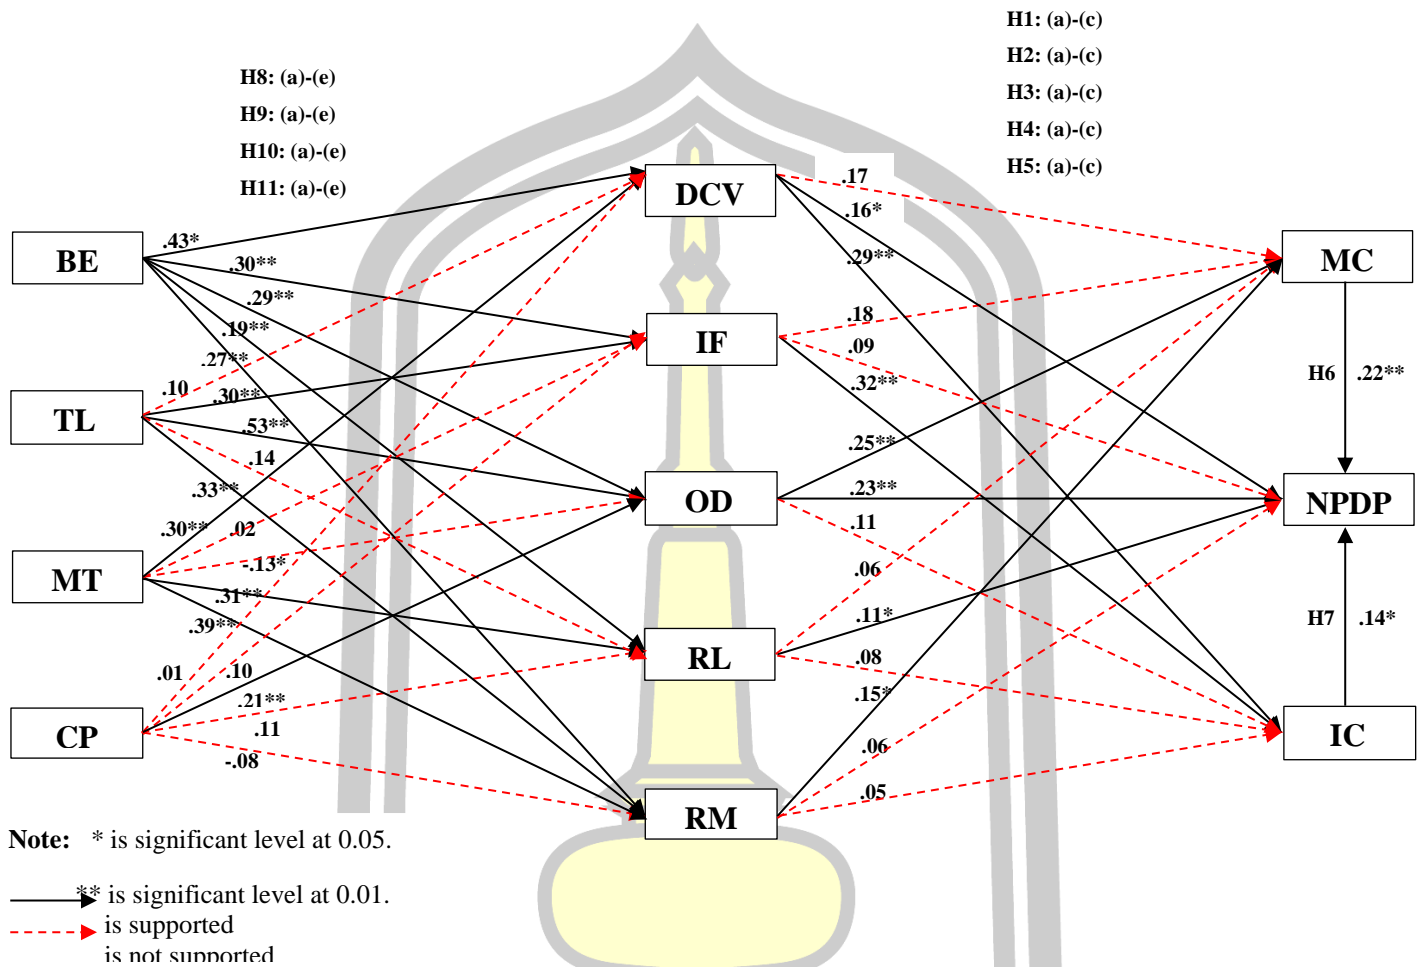 H1: (a)-(c)
H2: (a)-(c)
H3: (a)-(c)
H4: (a)-(c)
H5: (a)-(c)
H8: (a)-(e)
H9: (a)-(e)
H10: (a)-(e)
H11: (a)-(e)
BE
TL
MT
CP
.43*
.30**
.29**
.19**
.27**
.10
.30**
.53**
.14
.33**
.30**
.02
-.13*
.31**
.39**
.01
.10
.21**
.11
-.08
DCV
IF
OD
RL
RM
.17
.16*
.29**
.18
.09
.32**
.25**
.23**
.11
.06
.11*
.08
.15*
.06
.05
MC
H6 .22**
NPDP
H7 .14*
IC
Note: * is significant level at 0.05.
** is significant level at 0.01.
is supported
is not supported